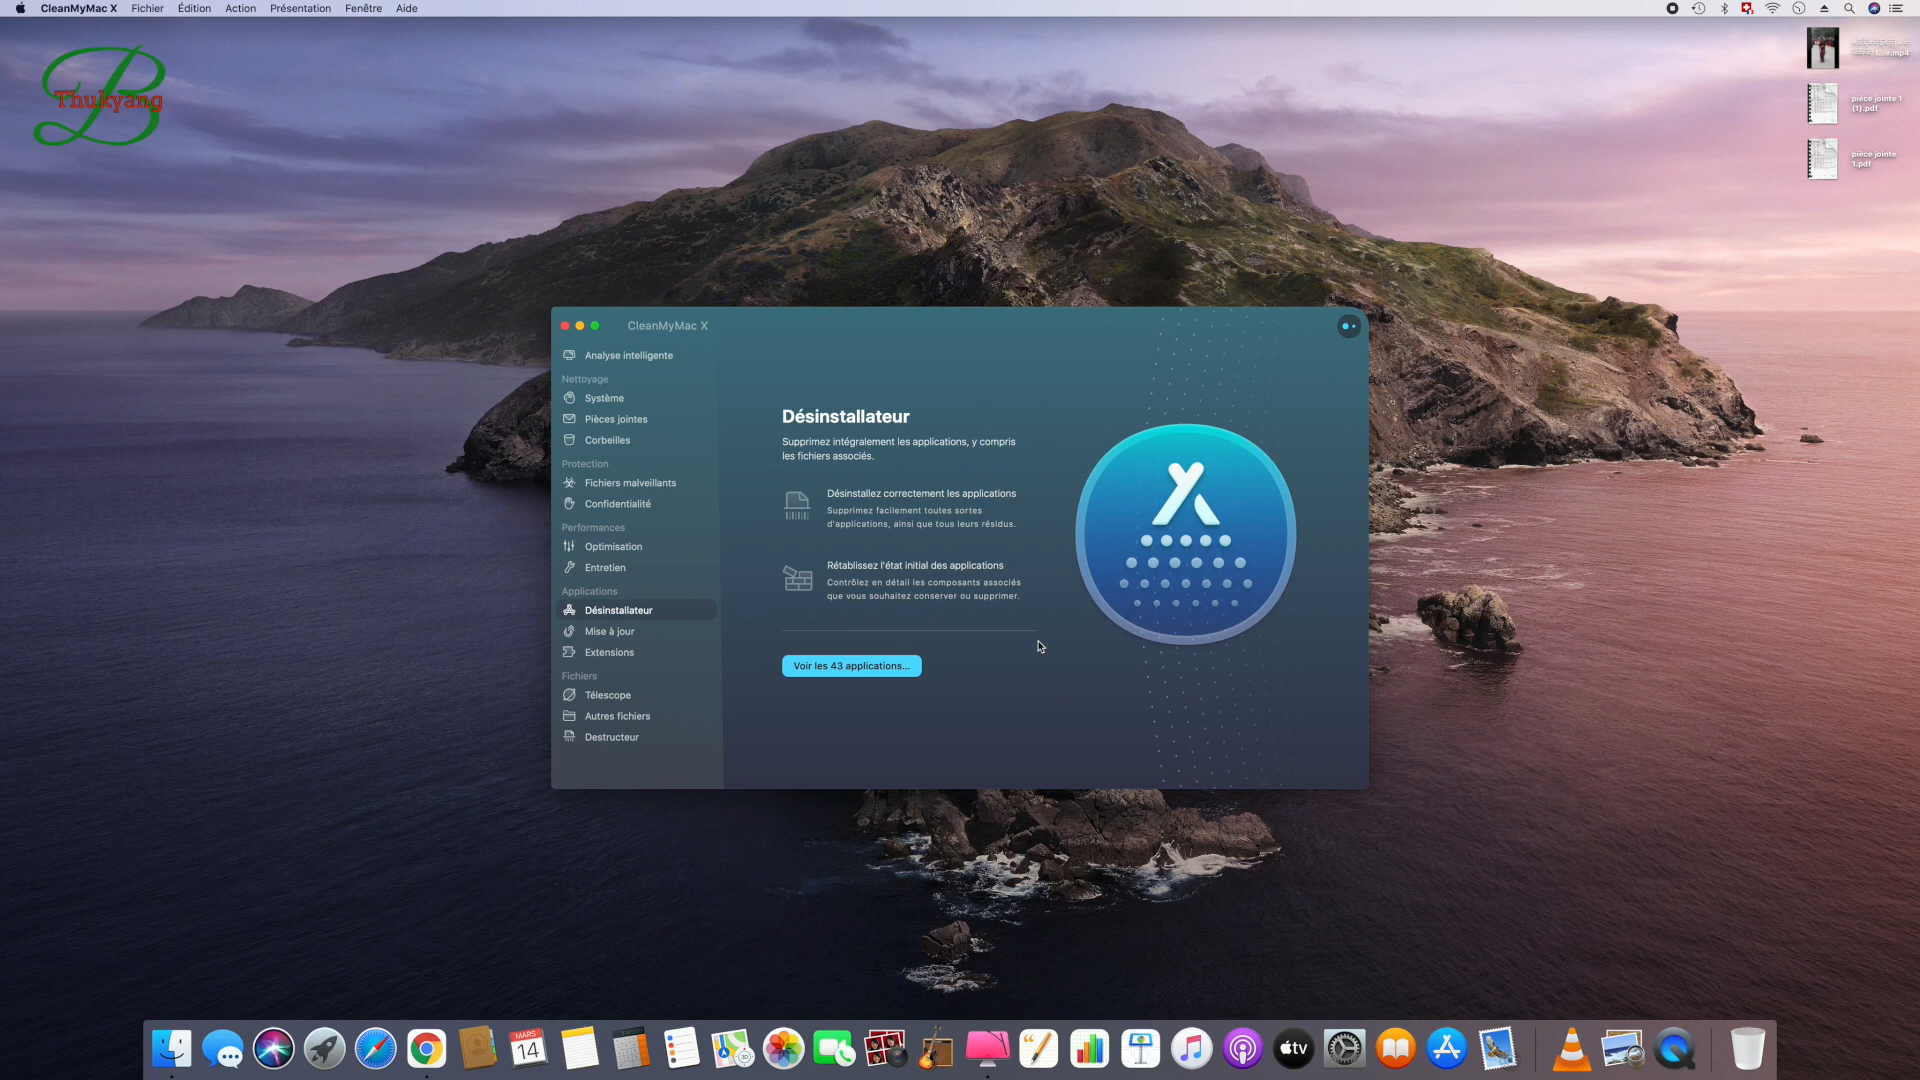 CleanMyMac X Fichier Édition Action Présentation Fenêtre Aide
Thukyang
B
pièce jointe 1
(1).pdf
pièce jointe
1.pdf
CleanMyMac X
Analyse intelligente
Nettoyage
Système
Pièces jointes
Corbeilles
Protection
Fichiers malveillants
Confidentialité
Performances
Optimisation
Entretien
Applications
Désinstallateur
Mise à jour
Extensions
Fichiers
Télescope
Autres fichiers
Destructeur
Désinstallateur
Supprimez intégralement les applications, y compris
les fichiers associés.
Désinstallez correctement les applications
Supprimez facilement toutes sortes
d'applications, ainsi que tous leurs résidus.
Rétablissez l'état initial des applications
Contrôlez en détail les composants associés
que vous souhaitez conserver ou supprimer.
Voir les 43 applications...
MARS
14
tv